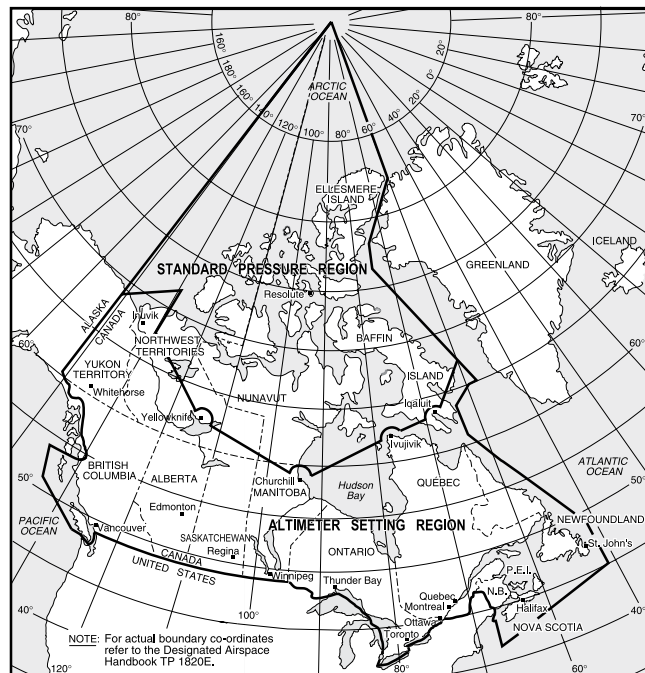 80°
80°
160°
180°
160°
140°
120°
100°
80°
60°
40°
20°
0°
20°
40°
60°
ARCTIC
OCEAN
70°
70°
ELLESMERE
ISLAND
ICELAND
GREENLAND
STANDARD PRESSURE REGION
Resolute
ALASKA
CANADA
Inuvik
BAFFIN
ISLAND
NORTHWEST
TERRITORIES
60°
60°
YUKON
TERRITORY
Whitehorse
NUNAVUT
Iqaluit
Yellowknife
Ivujivik
50°
50°
BRITISH
COLUMBIA
ALBERTA
Churchill
MANITOBA
Hudson
Bay
QUÉBEC
ATLANTIC
OCEAN
PACIFIC
OCEAN
Edmonton
Vancouver
SASKATCHEWAN
Regina
ALTIMETER SETTING REGION
NEWFOUNDLAND
St. John's
ONTARIO
CANADA
UNITED STATES
Winnipeg
Thunder Bay
P.E.I.
N.B.
Quebec
Montreal
Ottawa
Toronto
Halifax
NOVA SCOTIA
40°
40°
100°
NOTE: For actual boundary co-ordinates
refer to the Designated Airspace
Handbook TP 1820E.
120°
80°
60°